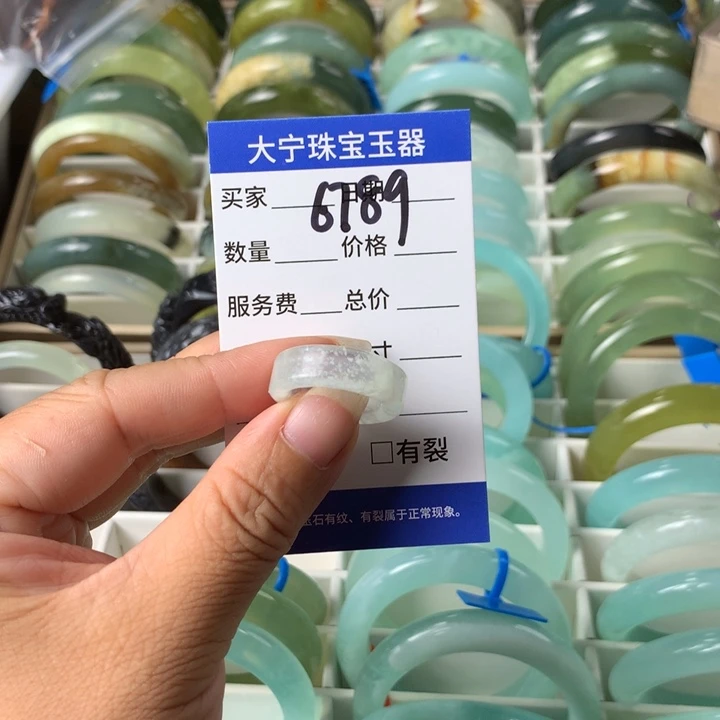 大宁珠宝玉器
买家 日期
6789
数量 价格
服务费 总价
寸
□有裂
玉石有纹、有裂属于正常现象。